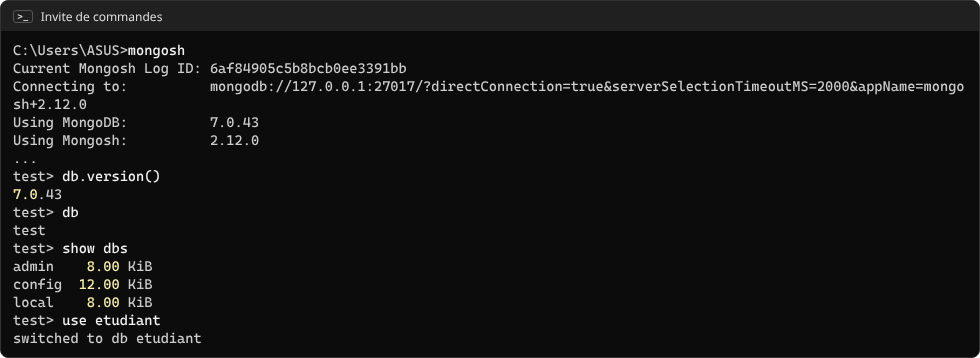 Invite de commandes
C:\Users\ASUS>mongosh
Current Mongosh Log ID: 6af84905c5b8bcb0ee3391bb
Connecting to:          mongodb://127.0.0.1:27017/?directConnection=true&serverSelectionTimeoutMS=2000&appName=mongo
sh+2.12.0
Using MongoDB:          7.0.43
Using Mongosh:          2.12.0
...
test> db.version()
7.0.43
test> db
test
test> show dbs
admin    8.00 KiB
config  12.00 KiB
local    8.00 KiB
test> use etudiant
switched to db etudiant